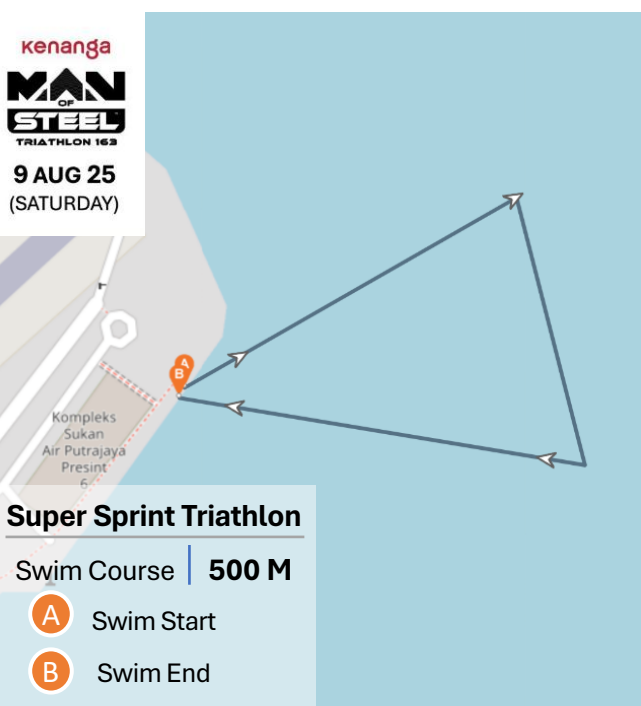 кenanga
MAN
OF
STEEL
TRIATHLON 163
9 AUG 25
(SATURDAY)
A
B
Kompleks
Sukan
Air Putrajaya
Presint
6
Super Sprint Triathlon
Swim Course 500 M
A Swim Start
B Swim End